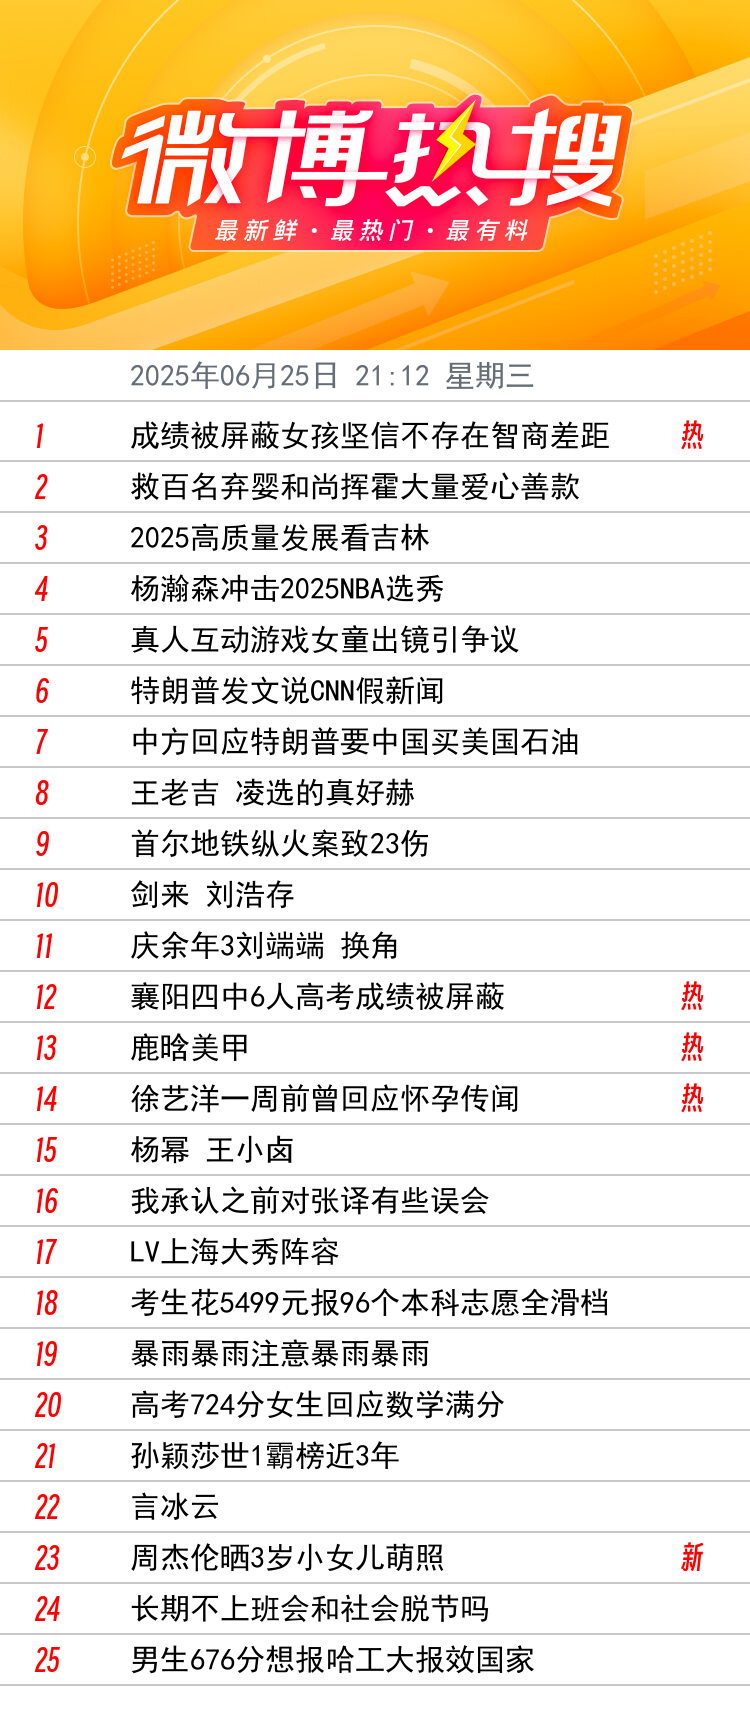 微博热搜
最新鲜·最热门·最有料
2025年06月25日 21:12 星期三
1 成绩被屏蔽女孩坚信不存在智商差距 热
2 救百名弃婴和尚挥霍大量爱心善款
3 2025高质量发展看吉林
4 杨瀚森冲击2025NBA选秀
5 真人互动游戏女童出镜引争议
6 特朗普发文说CNN假新闻
7 中方回应特朗普要中国买美国石油
8 王老吉 凌选的真好赫
9 首尔地铁纵火案致23伤
10 剑来 刘浩存
11 庆余年3刘端端 换角
12 襄阳四中6人高考成绩被屏蔽 热
13 鹿晗美甲 热
14 徐艺洋一周前曾回应怀孕传闻 热
15 杨幂 王小卤
16 我承认之前对张译有些误会
17 LV上海大秀阵容
18 考生花5499元报96个本科志愿全滑档
19 暴雨暴雨注意暴雨暴雨
20 高考724分女生回应数学满分
21 孙颖莎世1霸榜近3年
22 言冰云
23 周杰伦晒3岁小女儿萌照 新
24 长期不上班会和社会脱节吗
25 男生676分想报哈工大报效国家